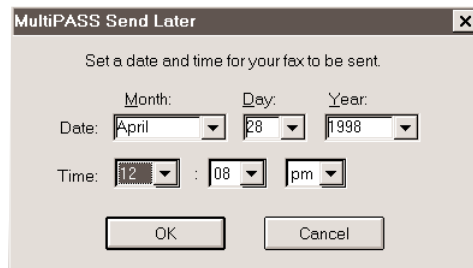 MultiPASS Send Later
Set a date and time for your fax to be sent.
Month: Day: Year:
Date: April 28 1998
Time: 12 : 08 pm
OK Cancel